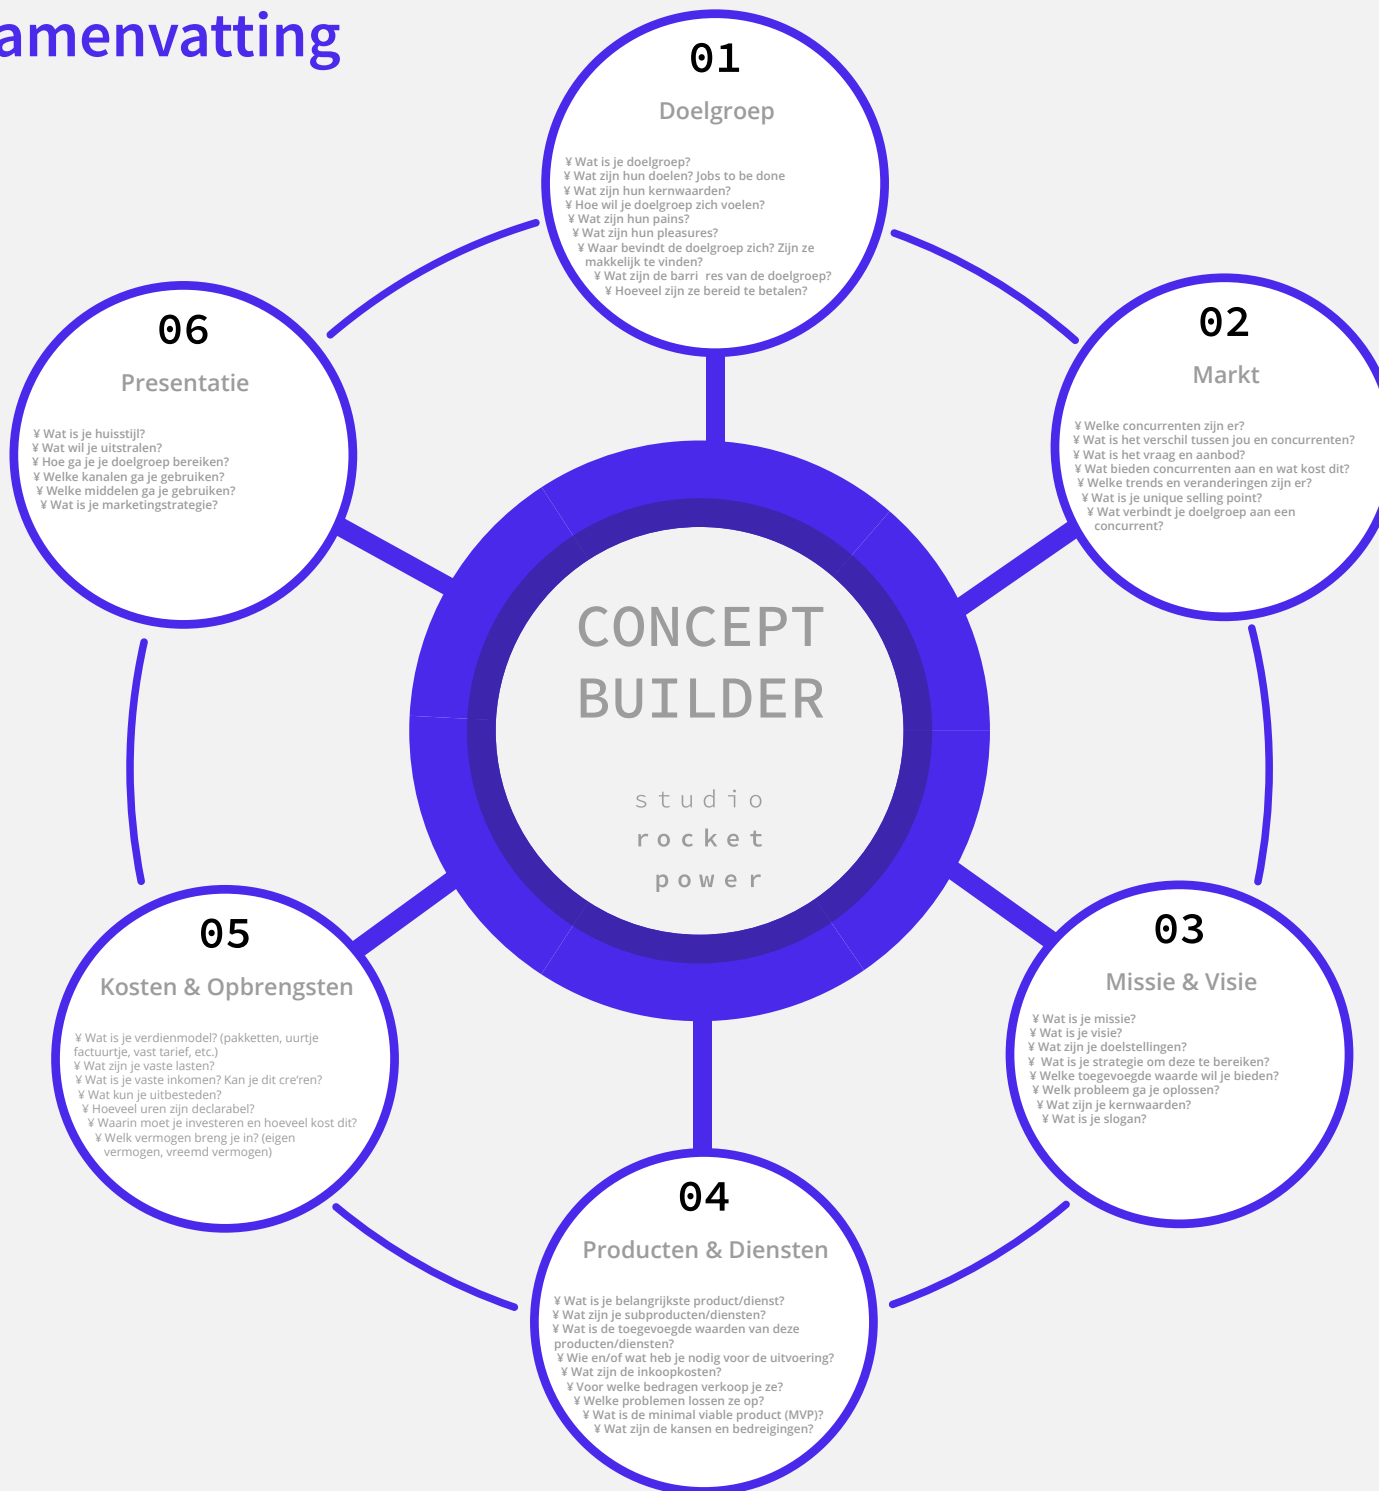 amenvatting
01
Doelgroep
¥ Wat is je doelgroep?
¥ Wat zijn hun doelen? Jobs to be done
¥ Wat zijn hun kernwaarden?
¥ Hoe wil je doelgroep zich voelen?
¥ Wat zijn hun pains?
¥ Wat zijn hun pleasures?
¥ Waar bevindt de doelgroep zich? Zijn ze
makkelijk te vinden?
¥ Wat zijn de barri res van de doelgroep?
¥ Hoeveel zijn ze bereid te betalen?
02
Markt
¥ Welke concurrenten zijn er?
¥ Wat is het verschil tussen jou en concurrenten?
¥ Wat is het vraag en aanbod?
¥ Wat bieden concurrenten aan en wat kost dit?
¥ Welke trends en veranderingen zijn er?
¥ Wat is je unique selling point?
¥ Wat verbindt je doelgroep aan een
concurrent?
03
Missie & Visie
¥ Wat is je missie?
¥ Wat is je visie?
¥ Wat zijn je doelstellingen?
¥ Wat is je strategie om deze te bereiken?
¥ Welke toegevoegde waarde wil je bieden?
¥ Welk probleem ga je oplossen?
¥ Wat zijn je kernwaarden?
¥ Wat is je slogan?
04
Producten & Diensten
¥ Wat is je belangrijkste product/dienst?
¥ Wat zijn je subproducten/diensten?
¥ Wat is de toegevoegde waarden van deze
producten/diensten?
¥ Wie en/of wat heb je nodig voor de uitvoering?
¥ Wat zijn de inkoopkosten?
¥ Voor welke bedragen verkoop je ze?
¥ Welke problemen lossen ze op?
¥ Wat is de minimal viable product (MVP)?
¥ Wat zijn de kansen en bedreigingen?
05
Kosten & Opbrengsten
¥ Wat is je verdienmodel? (pakketten, uurtje
factuurtje, vast tarief, etc.)
¥ Wat zijn je vaste lasten?
¥ Wat is je vaste inkomen? Kan je dit cre‘ren?
¥ Wat kun je uitbesteden?
¥ Hoeveel uren zijn declarabel?
¥ Waarin moet je investeren en hoeveel kost dit?
¥ Welk vermogen breng je in? (eigen
vermogen, vreemd vermogen)
06
Presentatie
¥ Wat is je huisstijl?
¥ Wat wil je uitstralen?
¥ Hoe ga je je doelgroep bereiken?
¥ Welke kanalen ga je gebruiken?
¥ Welke middelen ga je gebruiken?
¥ Wat is je marketingstrategie?
CONCEPT
BUILDER
studio
rocket
power